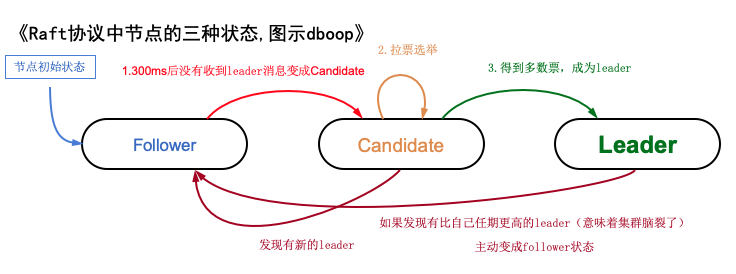 《Raft协议中节点的三种状态,图示dboop》
节点初始状态
1.300ms后没有收到leader消息变成Candidate
2.拉票选举
3.得到多数票，成为leader
Follower
Candidate
Leader
发现有新的leader
如果发现有比自己任期更高的leader（意味着集群脑裂了）
主动变成follower状态